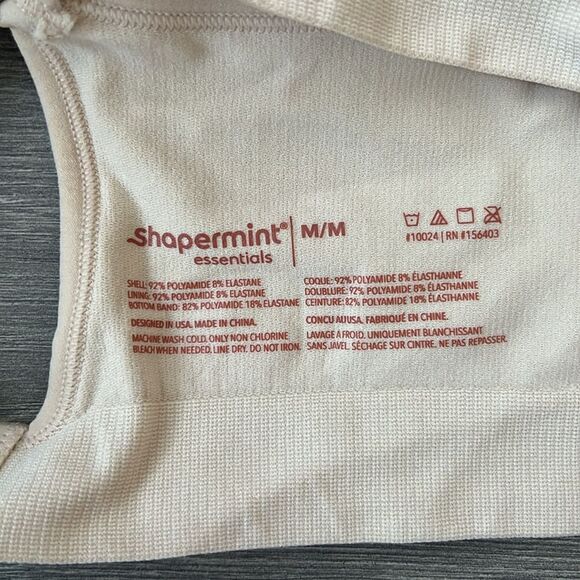 Shapermint®
essentials
M/M
#10024 | RN #156403
SHELL: 92% POLYAMIDE 8% ELASTANE
LINING: 92% POLYAMIDE 8% ELASTANE
BOTTOM BAND: 82% POLYAMIDE 18% ELASTANE
DESIGNED IN USA. MADE IN CHINA.
MACHINE WASH COLD. ONLY NON CHLORINE
BLEACH WHEN NEEDED. LINE DRY. DO NOT IRON.
COQUE: 92% POLYAMIDE 8% ÉLASTHANNE
DOUBLURE: 92% POLYAMIDE 8% ÉLASTHANNE
CEINTURE: 82% POLYAMIDE 18% ÉLASTHANNE
CONCU AU USA. FABRIQUÉ EN CHINE.
LAVAGE À FROID. UNIQUEMENT BLANCHISSANT
SANS JAVEL. SÉCHAGE SUR CINTRE. NE PAS REPASSER.